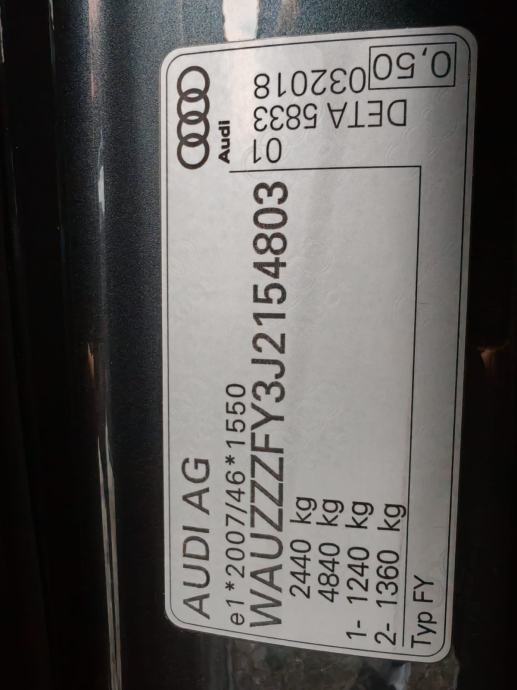 AUDI AG
e1*2007/46*1550
WAUZZZFY3J2154803
2440 kg
4840 kg
1- 1240 kg
2- 1360 kg
Typ FY
Audi
01
DETA 5833
032018
0,50